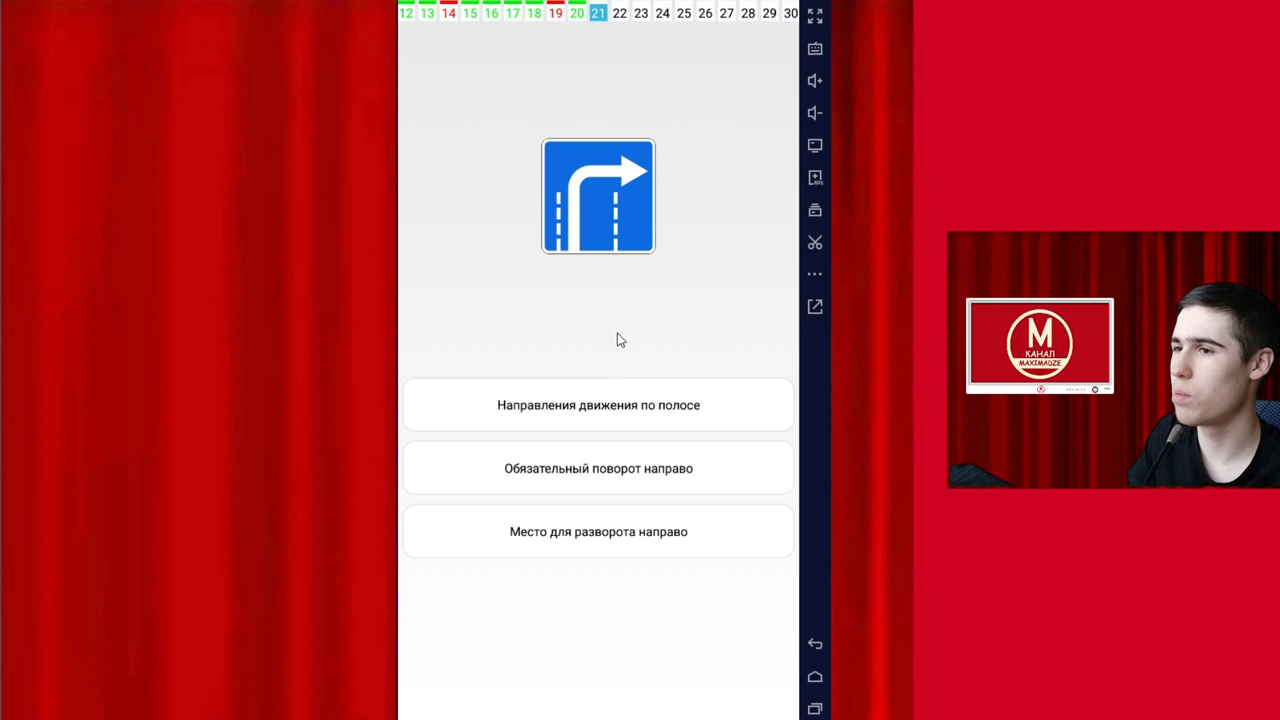 12 13 14 15 16 17 18 19 20 21 22 23 24 25 26 27 28 29 30
Направления движения по полосе
Обязательный поворот направо
Место для разворота направо
М
КАНАЛ
MAXIMADZE